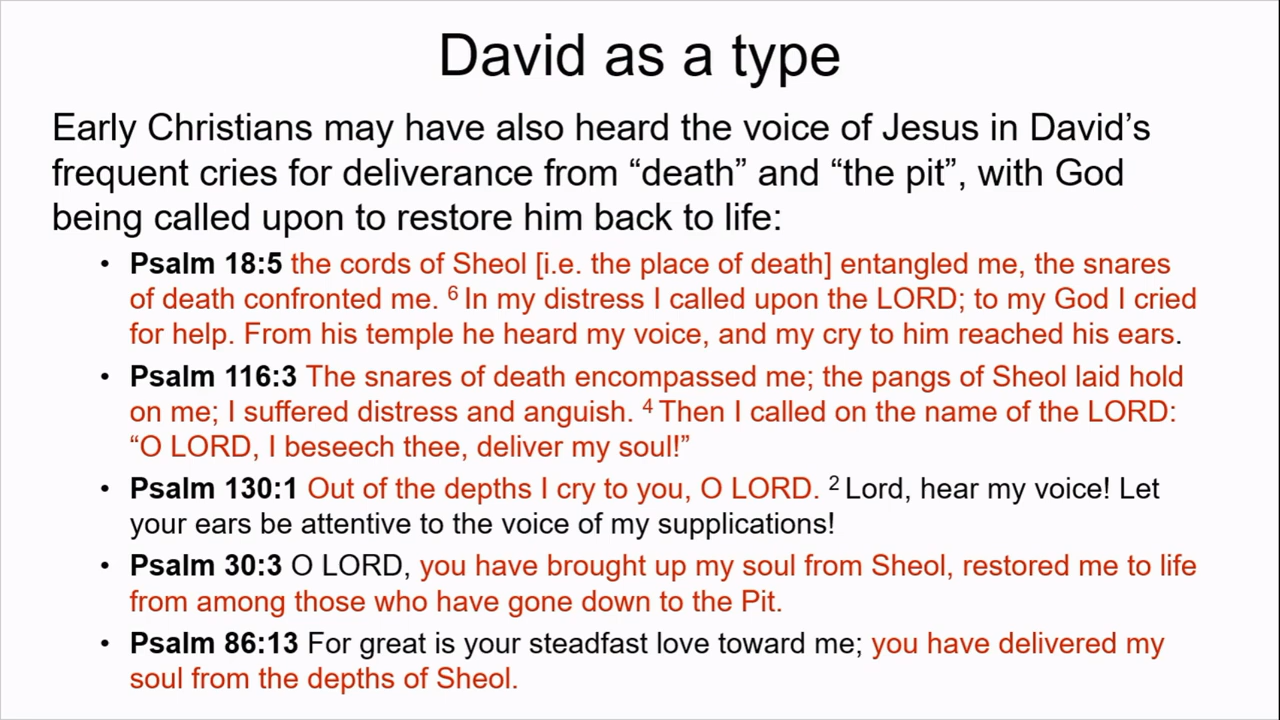 David as a type
Early Christians may have also heard the voice of Jesus in David’s
frequent cries for deliverance from “death” and “the pit”, with God
being called upon to restore him back to life:
• Psalm 18:5 the cords of Sheol [i.e. the place of death] entangled me, the snares
of death confronted me. 6 In my distress I called upon the LORD; to my God I cried
for help. From his temple he heard my voice, and my cry to him reached his ears.
• Psalm 116:3 The snares of death encompassed me; the pangs of Sheol laid hold
on me; I suffered distress and anguish. 4 Then I called on the name of the LORD:
“O LORD, I beseech thee, deliver my soul!”
• Psalm 130:1 Out of the depths I cry to you, O LORD. 2 Lord, hear my voice! Let
your ears be attentive to the voice of my supplications!
• Psalm 30:3 O LORD, you have brought up my soul from Sheol, restored me to life
from among those who have gone down to the Pit.
• Psalm 86:13 For great is your steadfast love toward me; you have delivered my
soul from the depths of Sheol.